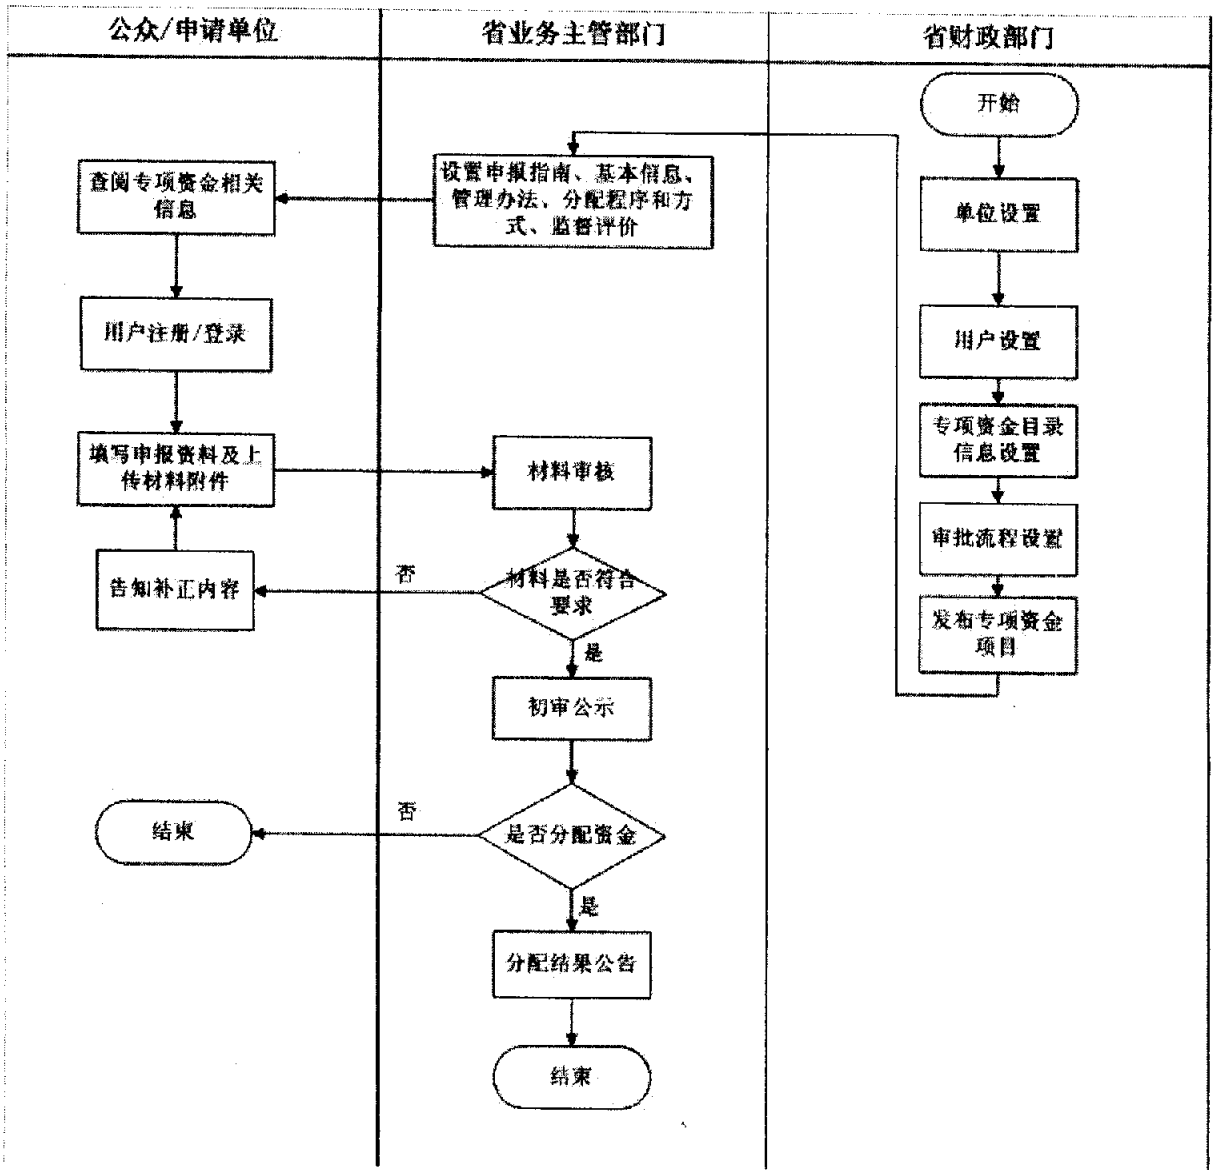 公众/申请单位
省业务主管部门
省财政部门
开始
单位设置
用户设置
专项资金目录
信息设置
审批流程设置
发布专项资金
项目
设置申报指南、基本信息、
管理办法、分配程序和方
式、监督评价
查阅专项资金相关
信息
用户注册/登录
填写申报资料及上
传材料附件
材料审核
材料是否符合
要求
否
告知补正内容
是
初审公示
是否分配资金
否
结束
是
分配结果公告
结束